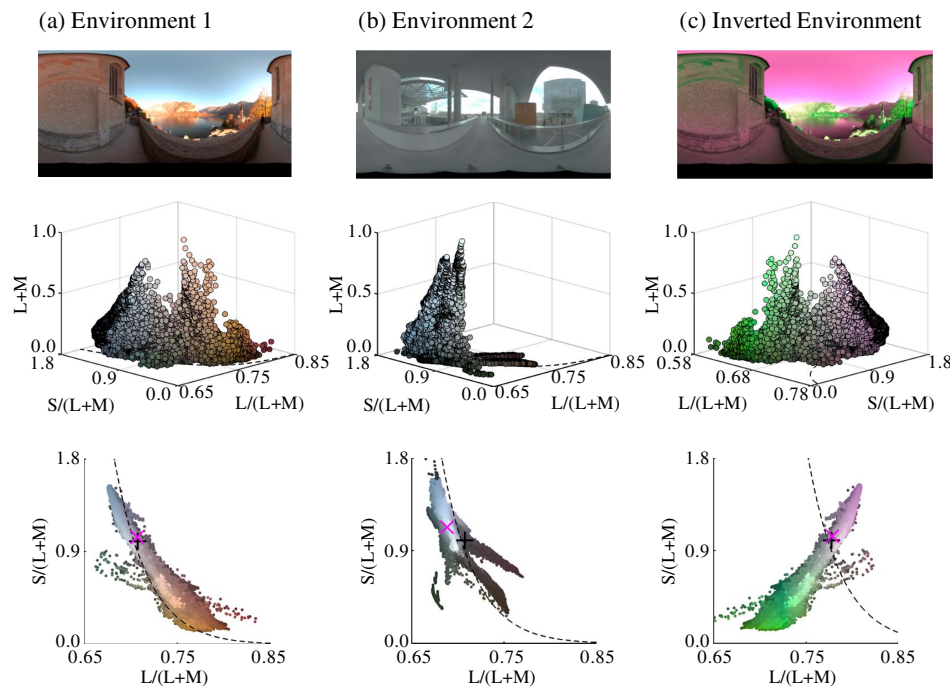 (a) Environment 1
(b) Environment 2
(c) Inverted Environment
1.0
0.5
0.0
1.8
0.9
0.0
0.65
0.75
0.85
L+M
S/(L+M)
L/(L+M)
1.0
0.5
0.0
1.8
0.9
0.0
0.65
0.75
0.85
L+M
S/(L+M)
L/(L+M)
1.0
0.5
0.0
0.58
0.68
0.78
0.0
0.9
1.8
L+M
L/(L+M)
S/(L+M)
1.8
0.9
0.0
0.65
0.75
0.85
S/(L+M)
L/(L+M)
1.8
0.9
0.0
0.65
0.75
0.85
S/(L+M)
L/(L+M)
1.8
0.9
0.0
0.65
0.75
0.85
S/(L+M)
L/(L+M)